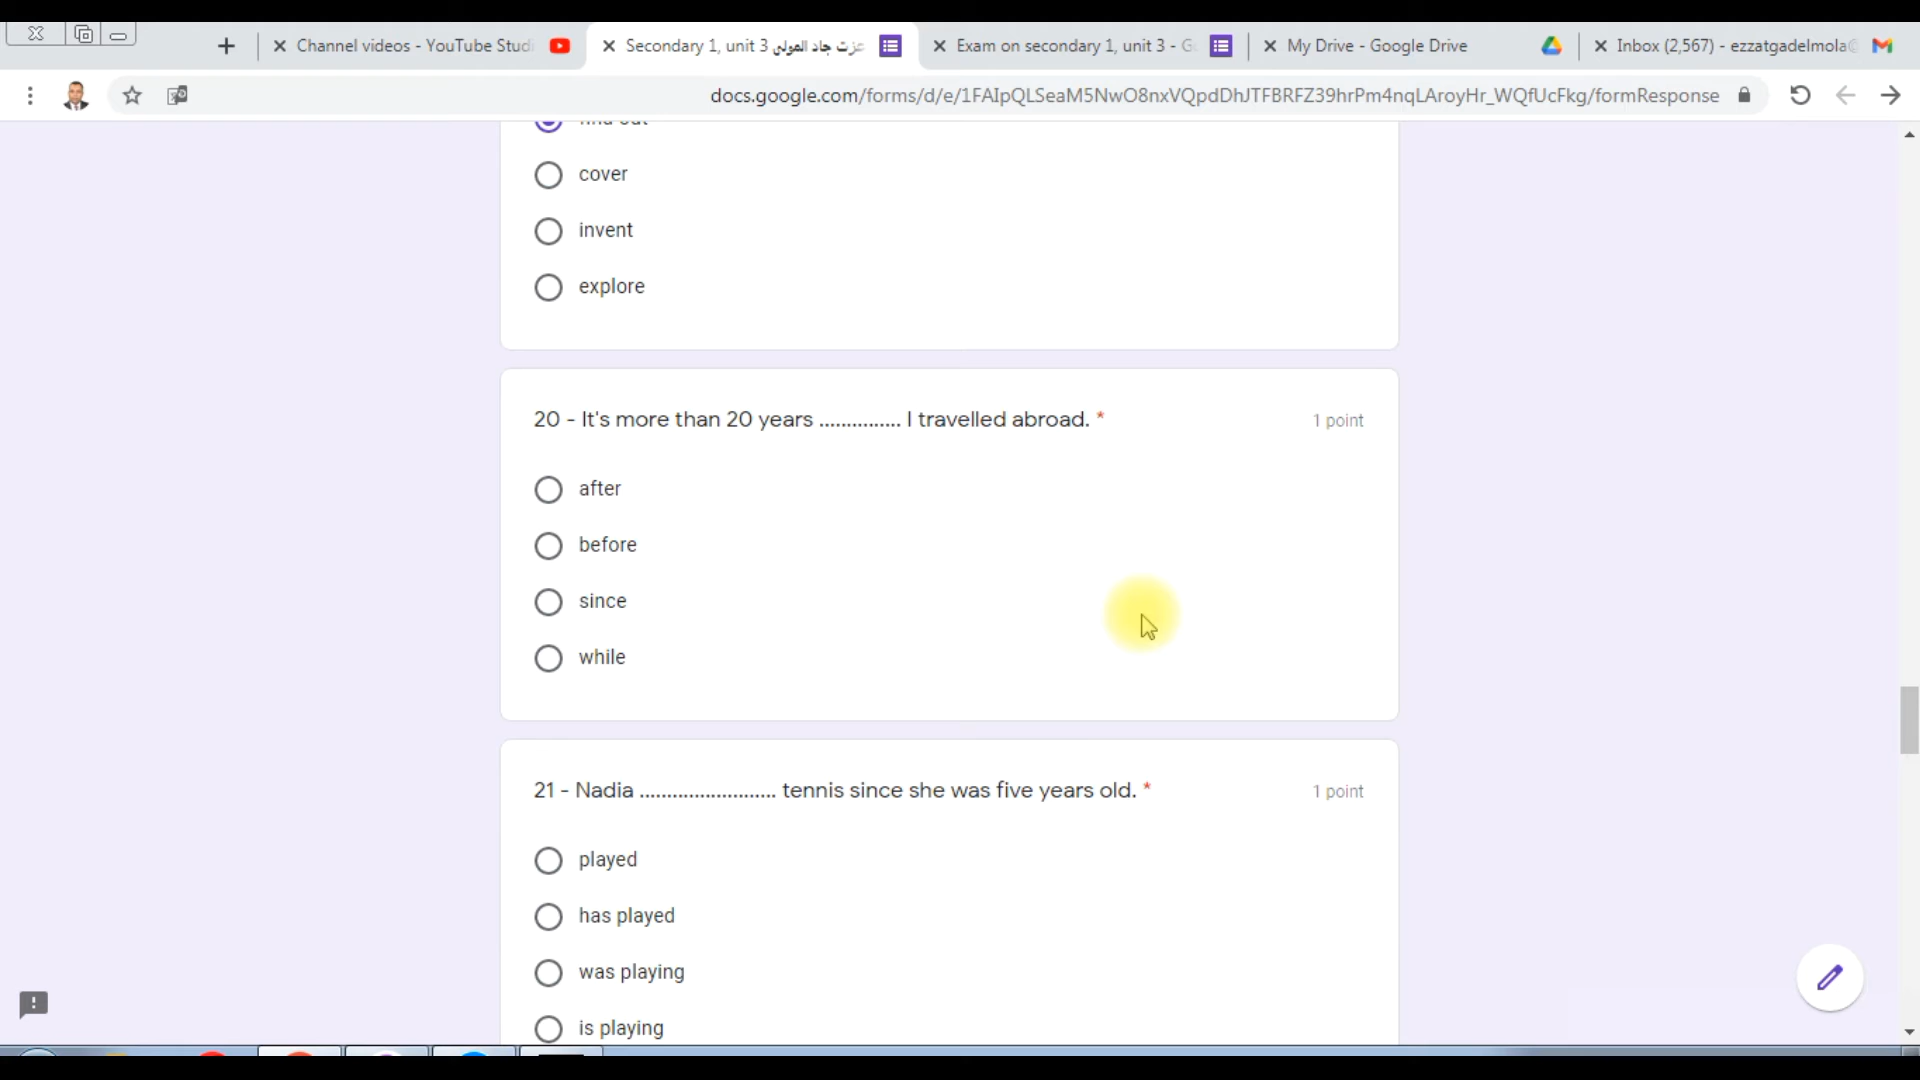 Channel videos - YouTube Studi
Secondary 1, unit 3 عزت جاد المولى
Exam on secondary 1, unit 3 - G
My Drive - Google Drive
Inbox (2,567) - ezzatgadelmola@
docs.google.com/forms/d/e/1FAIpQLSeaM5NwO8nxVQpdDhJTFBRFZ39hrPm4nqLAroyHr_WQfUcFkg/formResponse
find out
cover
invent
explore
20 - It's more than 20 years ............... I travelled abroad. *
1 point
after
before
since
while
21 - Nadia ......................... tennis since she was five years old. *
1 point
played
has played
was playing
is playing